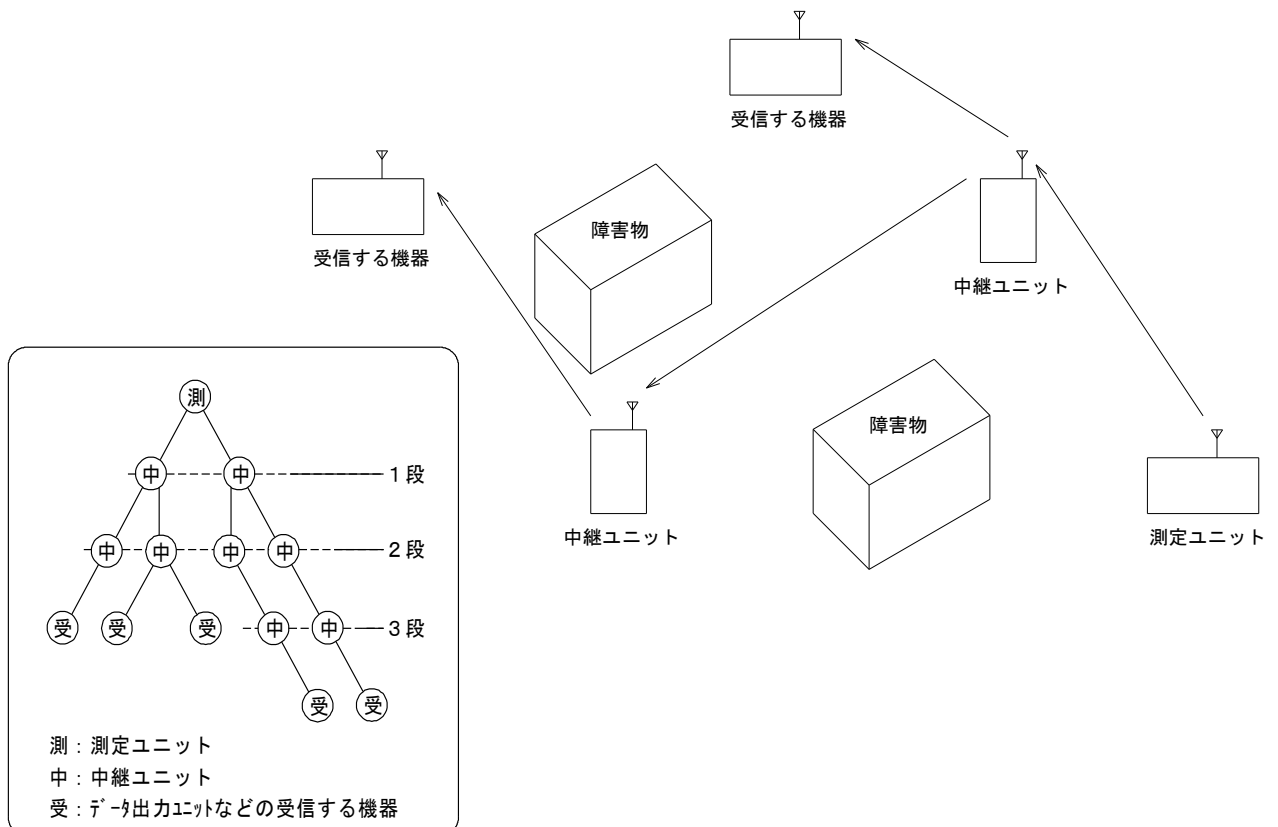 受信する機器
受信する機器
障害物
中継ユニット
障害物
中継ユニット
測定ユニット
測
中 中 1段
中 中 中 中 2段
受 受 受 中 中 3段
受 受
測：測定ユニット
中：中継ユニット
受：ﾃﾞｰﾀ出力ﾕﾆｯﾄなどの受信する機器